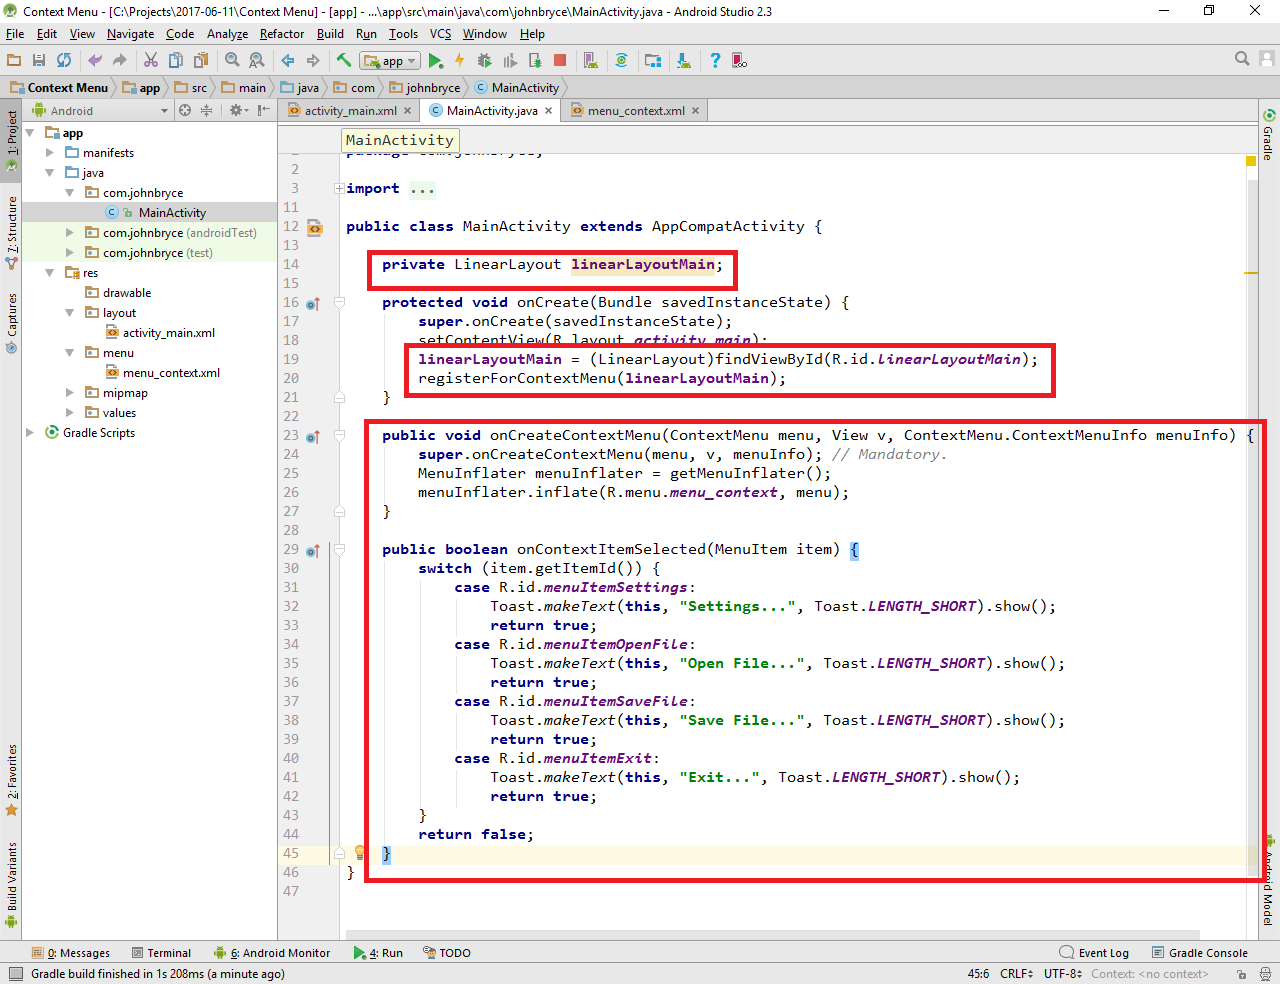 Context Menu - [C:\Projects\2017-06-11\Context Menu] - [app] - ...\app\src\main\java\com\johnbryce\MainActivity.java - Android Studio 2.3
File Edit View Navigate Code Analyze Refactor Build Run Tools VCS Window Help
app
Context Menu app src main java com johnbryce MainActivity
Android
activity_main.xml MainActivity.java menu_context.xml
1: Project
7: Structure
Captures
2: Favorites
Build Variants
app
manifests
java
com.johnbryce
MainActivity
com.johnbryce (androidTest)
com.johnbryce (test)
res
drawable
layout
activity_main.xml
menu
menu_context.xml
mipmap
values
Gradle Scripts
MainActivity
2
3 import ...
11
12 public class MainActivity extends AppCompatActivity {
13
14 private LinearLayout linearLayoutMain;
15
16 protected void onCreate(Bundle savedInstanceState) {
17 super.onCreate(savedInstanceState);
18 setContentView(R.layout.activity_main);
19 linearLayoutMain = (LinearLayout)findViewById(R.id.linearLayoutMain);
20 registerForContextMenu(linearLayoutMain);
21 }
22
23 public void onCreateContextMenu(ContextMenu menu, View v, ContextMenu.ContextMenuInfo menuInfo) {
24 super.onCreateContextMenu(menu, v, menuInfo); // Mandatory.
25 MenuInflater menuInflater = getMenuInflater();
26 menuInflater.inflate(R.menu.menu_context, menu);
27 }
28
29 public boolean onContextItemSelected(MenuItem item) {
30 switch (item.getItemId()) {
31 case R.id.menuItemSettings:
32 Toast.makeText(this, "Settings...", Toast.LENGTH_SHORT).show();
33 return true;
34 case R.id.menuItemOpenFile:
35 Toast.makeText(this, "Open File...", Toast.LENGTH_SHORT).show();
36 return true;
37 case R.id.menuItemSaveFile:
38 Toast.makeText(this, "Save File...", Toast.LENGTH_SHORT).show();
39 return true;
40 case R.id.menuItemExit:
41 Toast.makeText(this, "Exit...", Toast.LENGTH_SHORT).show();
42 return true;
43 }
44 return false;
45 }
46 }
47
Gradle
Android Model
0: Messages Terminal 6: Android Monitor 4: Run TODO Event Log Gradle Console
Gradle build finished in 1s 208ms (a minute ago) 45:6 CRLF UTF-8 Context: <no context>